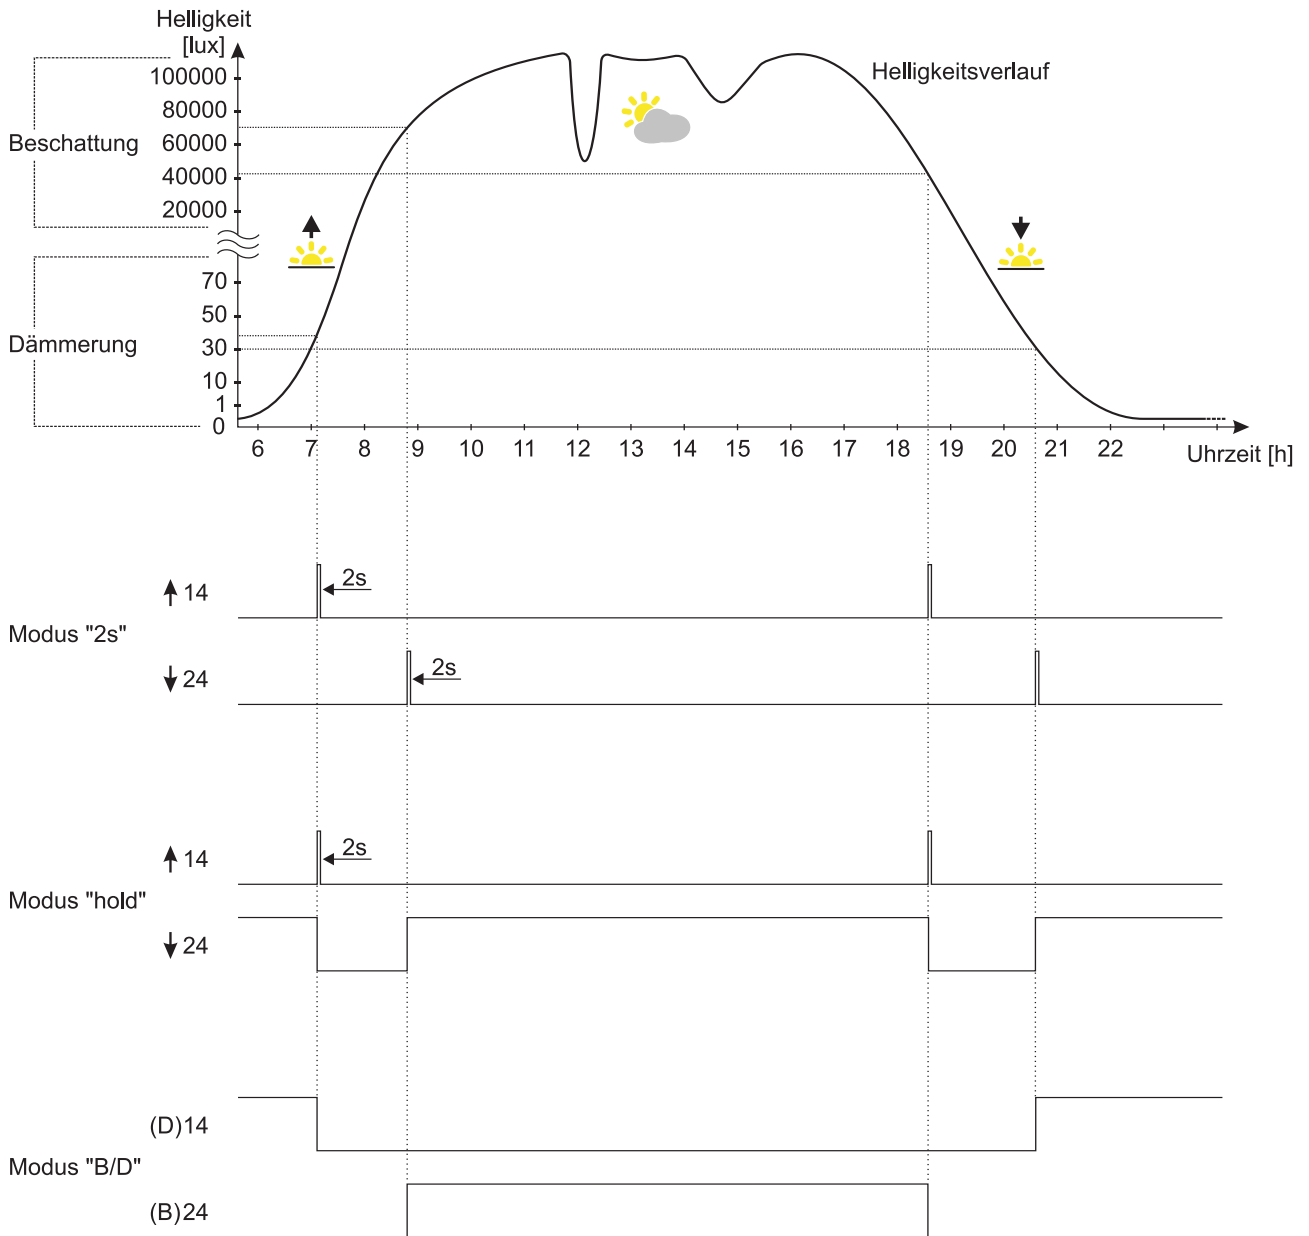 Helligkeit
[lux]
100000
80000
60000
40000
20000
70
50
30
10
1
0
Beschattung
Dämmerung
Helligkeitsverlauf
6 7 8 9 10 11 12 13 14 15 16 17 18 19 20 21 22
Uhrzeit [h]
14
2s
Modus "2s"
24
2s
14
2s
Modus "hold"
24
(D)14
Modus "B/D"
(B)24